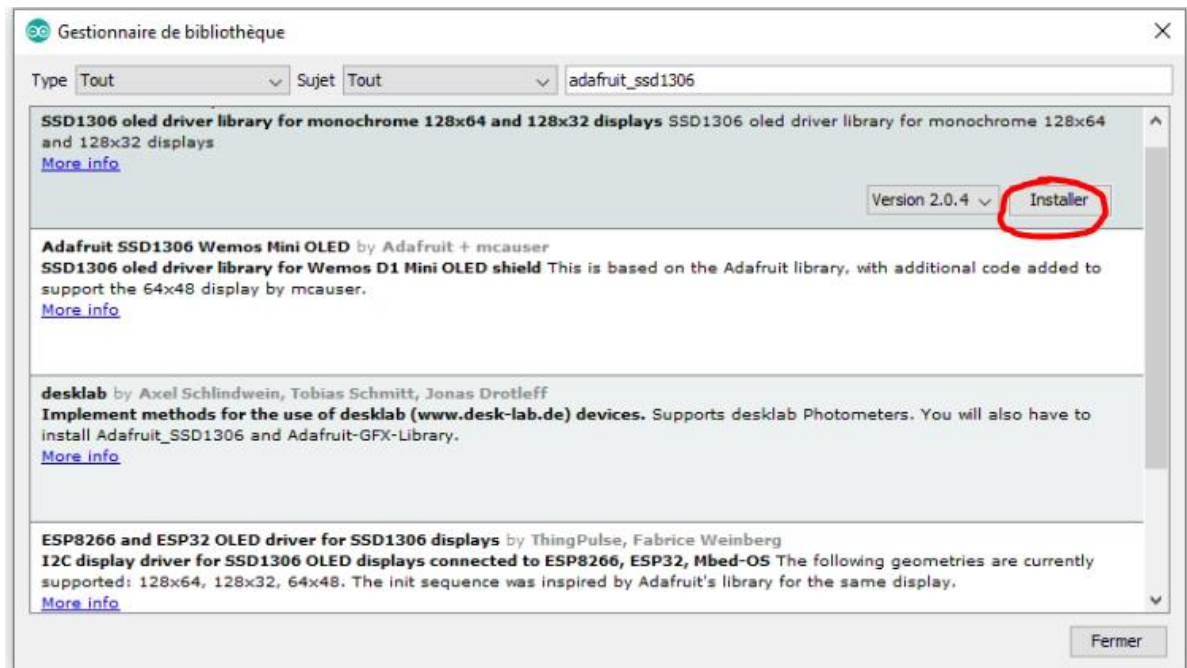 Gestionnaire de bibliothèque
Type Tout Sujet Tout adafruit_ssd1306
SSD1306 oled driver library for monochrome 128x64 and 128x32 displays SSD1306 oled driver library for monochrome 128x64
and 128x32 displays
More info
Version 2.0.4 Installer
Adafruit SSD1306 Wemos Mini OLED by Adafruit + mcauser
SSD1306 oled driver library for Wemos D1 Mini OLED shield This is based on the Adafruit library, with additional code added to
support the 64x48 display by mcauser.
More info
desklab by Axel Schlindwein, Tobias Schmitt, Jonas Drotleff
Implement methods for the use of desklab (www.desk-lab.de) devices. Supports desklab Photometers. You will also have to
install Adafruit_SSD1306 and Adafruit-GFX-Library.
More info
ESP8266 and ESP32 OLED driver for SSD1306 displays by ThingPulse, Fabrice Weinberg
I2C display driver for SSD1306 OLED displays connected to ESP8266, ESP32, Mbed-OS The following geometries are currently
supported: 128x64, 128x32, 64x48. The init sequence was inspired by Adafruit's library for the same display.
More info
Fermer